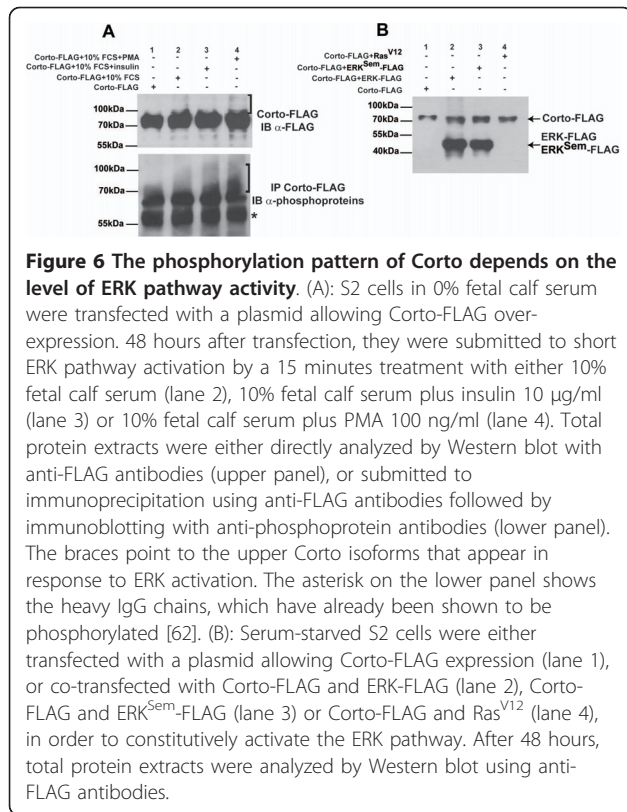 A
1 2 3 4
Corto-FLAG+10% FCS+PMA - - - +
Corto-FLAG+10% FCS+insulin - - + -
Corto-FLAG+10% FCS - + - -
Corto-FLAG + - - -
100kDa
70kDa
55kDa
Corto-FLAG
IB α-FLAG
100kDa
70kDa
55kDa
IP Corto-FLAG
IB α-phosphoproteins
*
B
1 2 3 4
Corto-FLAG+RasV12 - - - +
Corto-FLAG+ERKSem-FLAG - - + -
Corto-FLAG+ERK-FLAG - + - -
Corto-FLAG + - - -
100kDa
70kDa
55kDa
40kDa
Corto-FLAG
ERK-FLAG
ERKSem-FLAG
Figure 6 The phosphorylation pattern of Corto depends on the
level of ERK pathway activity. (A): S2 cells in 0% fetal calf serum
were transfected with a plasmid allowing Corto-FLAG over-
expression. 48 hours after transfection, they were submitted to short
ERK pathway activation by a 15 minutes treatment with either 10%
fetal calf serum (lane 2), 10% fetal calf serum plus insulin 10 μg/ml
(lane 3) or 10% fetal calf serum plus PMA 100 ng/ml (lane 4). Total
protein extracts were either directly analyzed by Western blot with
anti-FLAG antibodies (upper panel), or submitted to
immunoprecipitation using anti-FLAG antibodies followed by
immunoblotting with anti-phosphoprotein antibodies (lower panel).
The braces point to the upper Corto isoforms that appear in
response to ERK activation. The asterisk on the lower panel shows
the heavy IgG chains, which have already been shown to be
phosphorylated [62]. (B): Serum-starved S2 cells were either
transfected with a plasmid allowing Corto-FLAG expression (lane 1),
or co-transfected with Corto-FLAG and ERK-FLAG (lane 2), Corto-
FLAG and ERKSem-FLAG (lane 3) or Corto-FLAG and RasV12 (lane 4),
in order to constitutively activate the ERK pathway. After 48 hours,
total protein extracts were analyzed by Western blot using anti-
FLAG antibodies.